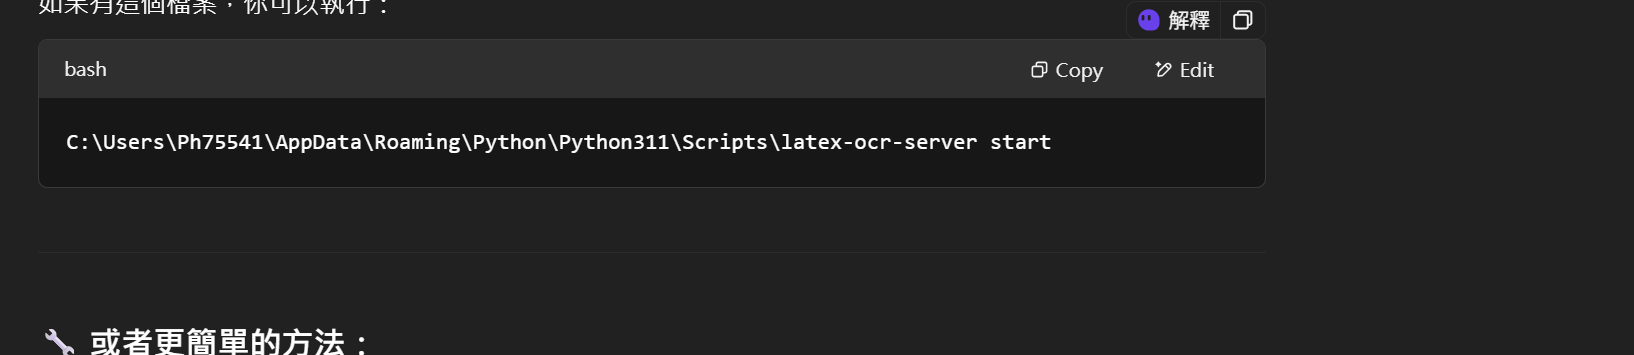 如果有這個檔案，你可以執行：
解釋
bash
Copy
Edit
C:\Users\Ph75541\AppData\Roaming\Python\Python311\Scripts\latex-ocr-server start
或者更簡單的方法：